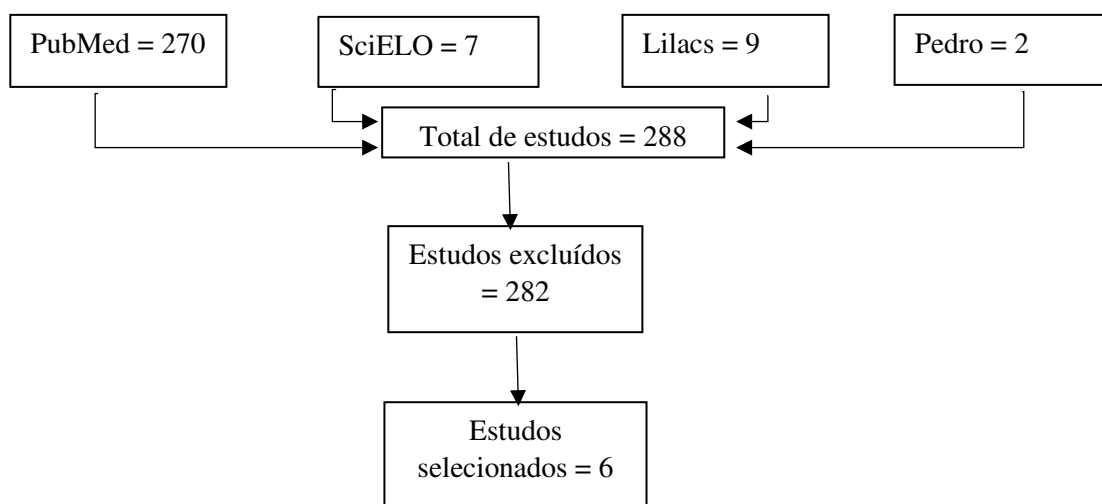 PubMed = 270
SciELO = 7
Lilacs = 9
Pedro = 2
Total de estudos = 288
Estudos excluídos
= 282
Estudos
selecionados = 6